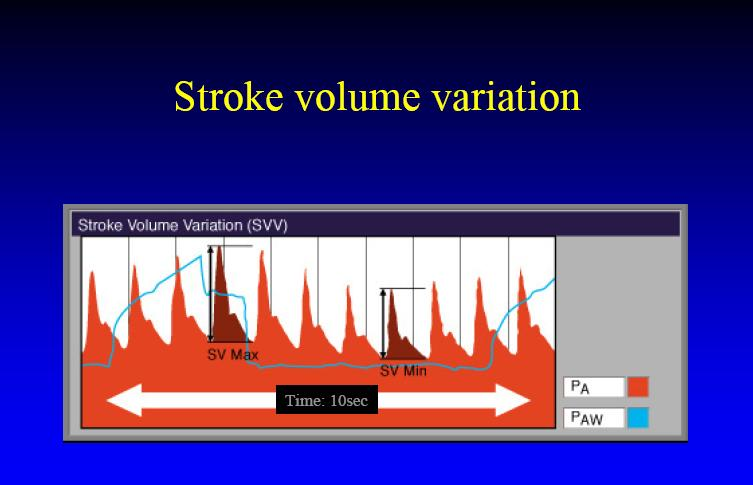 Stroke volume variation
Stroke Volume Variation (SVV)
SV Max
SV Min
Time: 10sec
PA
PAW